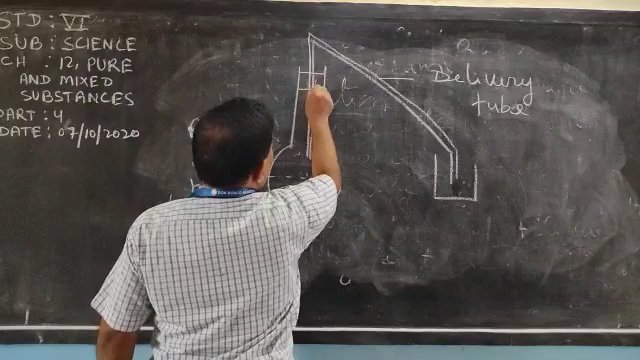 STD : VI
SUB : SCIENCE
CH : 12, PURE
AND MIXED
SUBSTANCES
PART : 4
DATE : 07/10/2020
Delivery
tube